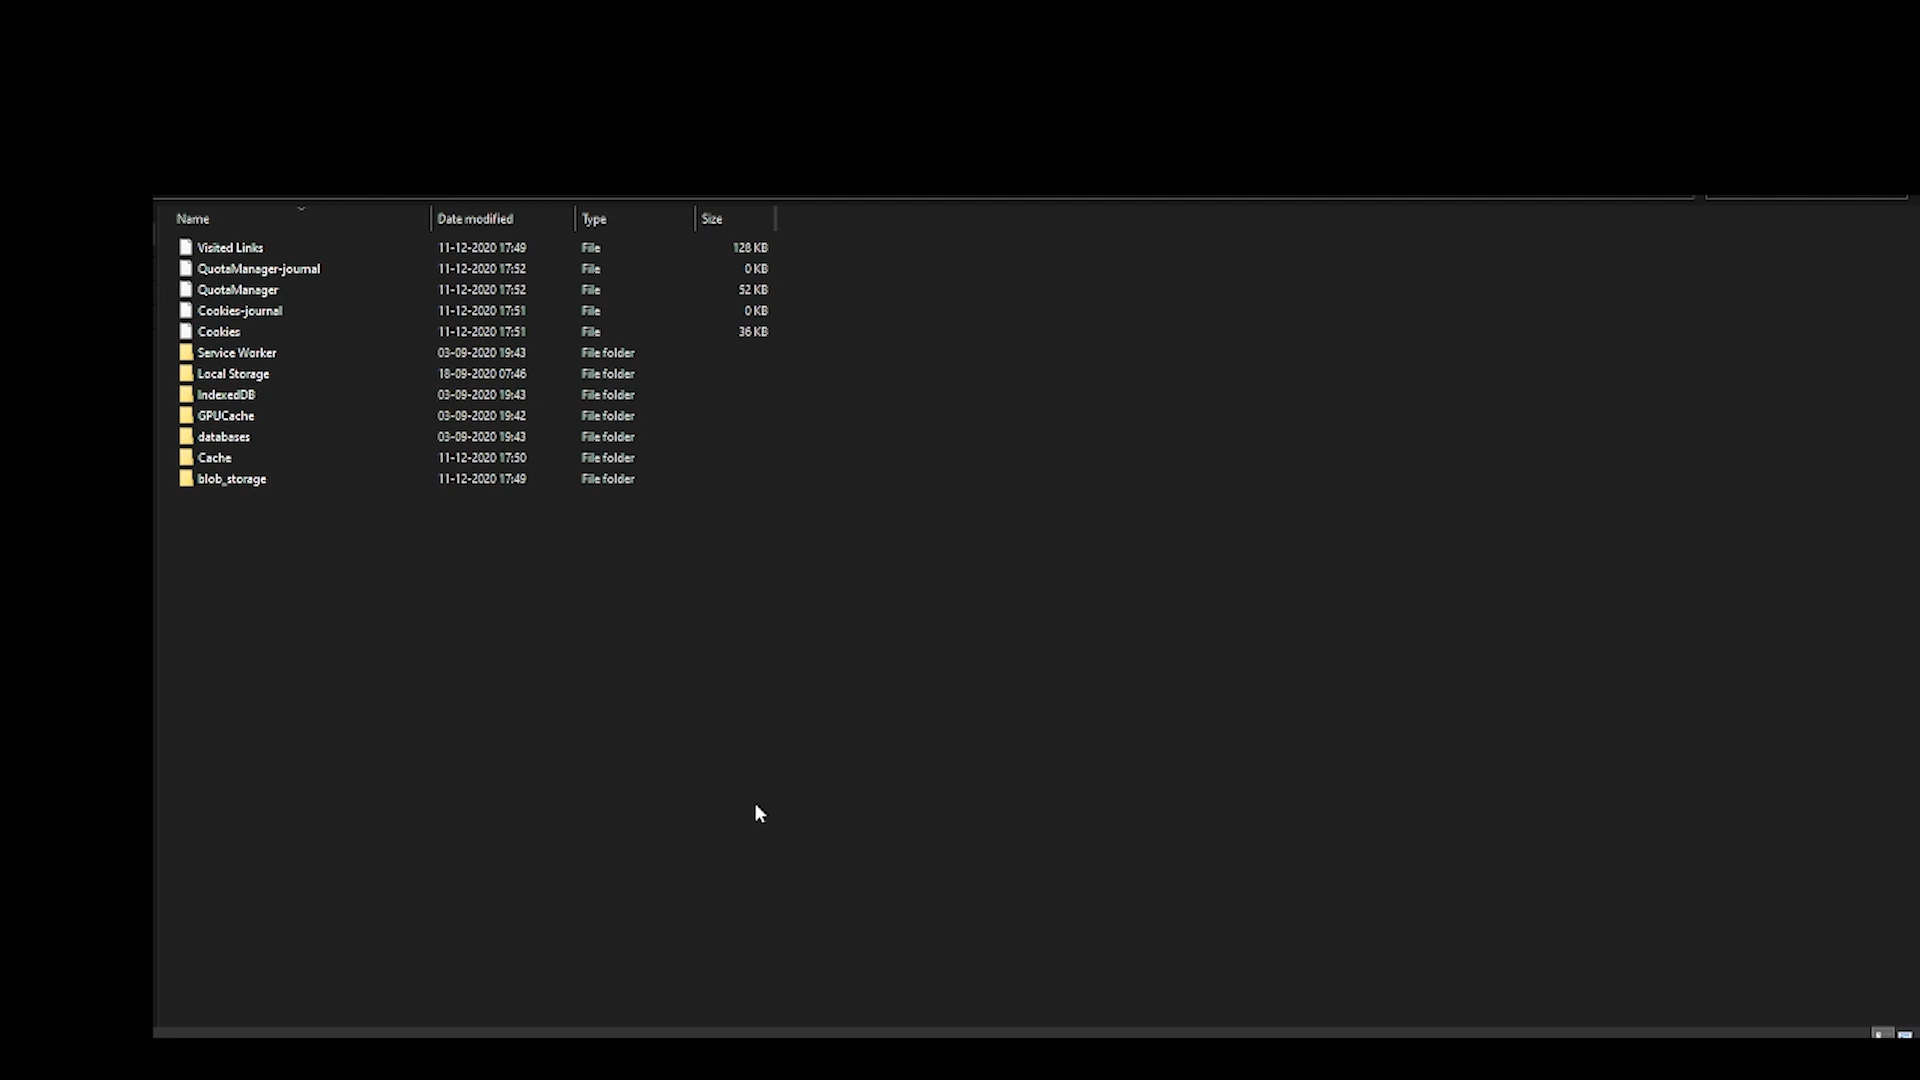 Name Date modified Type Size
Visited Links 11-12-2020 17:49 File 128 KB
QuotaManager-journal 11-12-2020 17:52 File 0 KB
QuotaManager 11-12-2020 17:52 File 52 KB
Cookies-journal 11-12-2020 17:51 File 0 KB
Cookies 11-12-2020 17:51 File 36 KB
Service Worker 03-09-2020 19:43 File folder
Local Storage 18-09-2020 07:46 File folder
IndexedDB 03-09-2020 19:43 File folder
GPUCache 03-09-2020 19:42 File folder
databases 03-09-2020 19:43 File folder
Cache 11-12-2020 17:50 File folder
blob_storage 11-12-2020 17:49 File folder